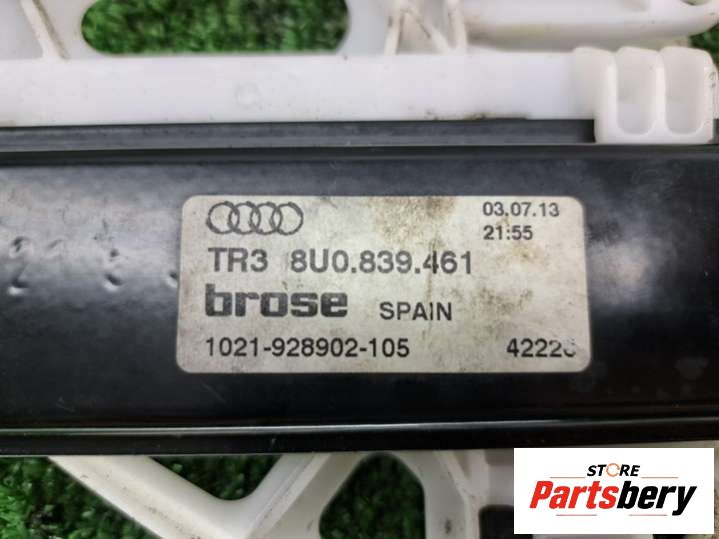 03.07.13
21:55
TR3 8U0.839.461
brose SPAIN
1021-928902-105
STORE
Partsbery